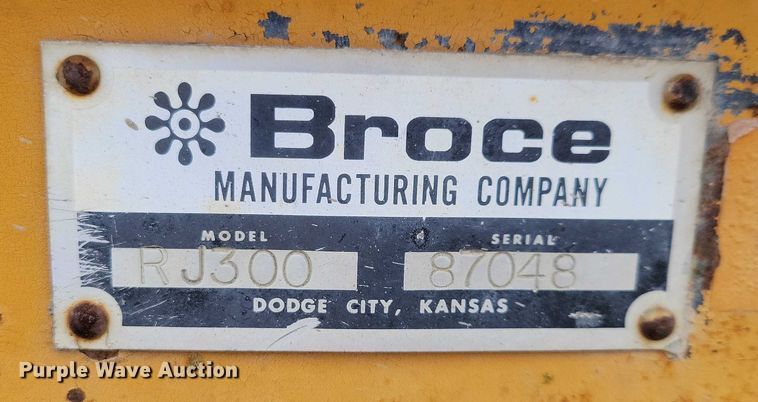 Broce
MANUFACTURING COMPANY
MODEL SERIAL
RJ300 87048
DODGE CITY, KANSAS
Purple Wave Auction